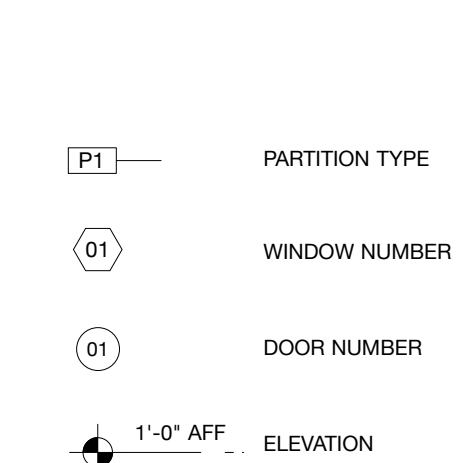 P1 PARTITION TYPE
01 WINDOW NUMBER
01 DOOR NUMBER
1'-0" AFF ELEVATION